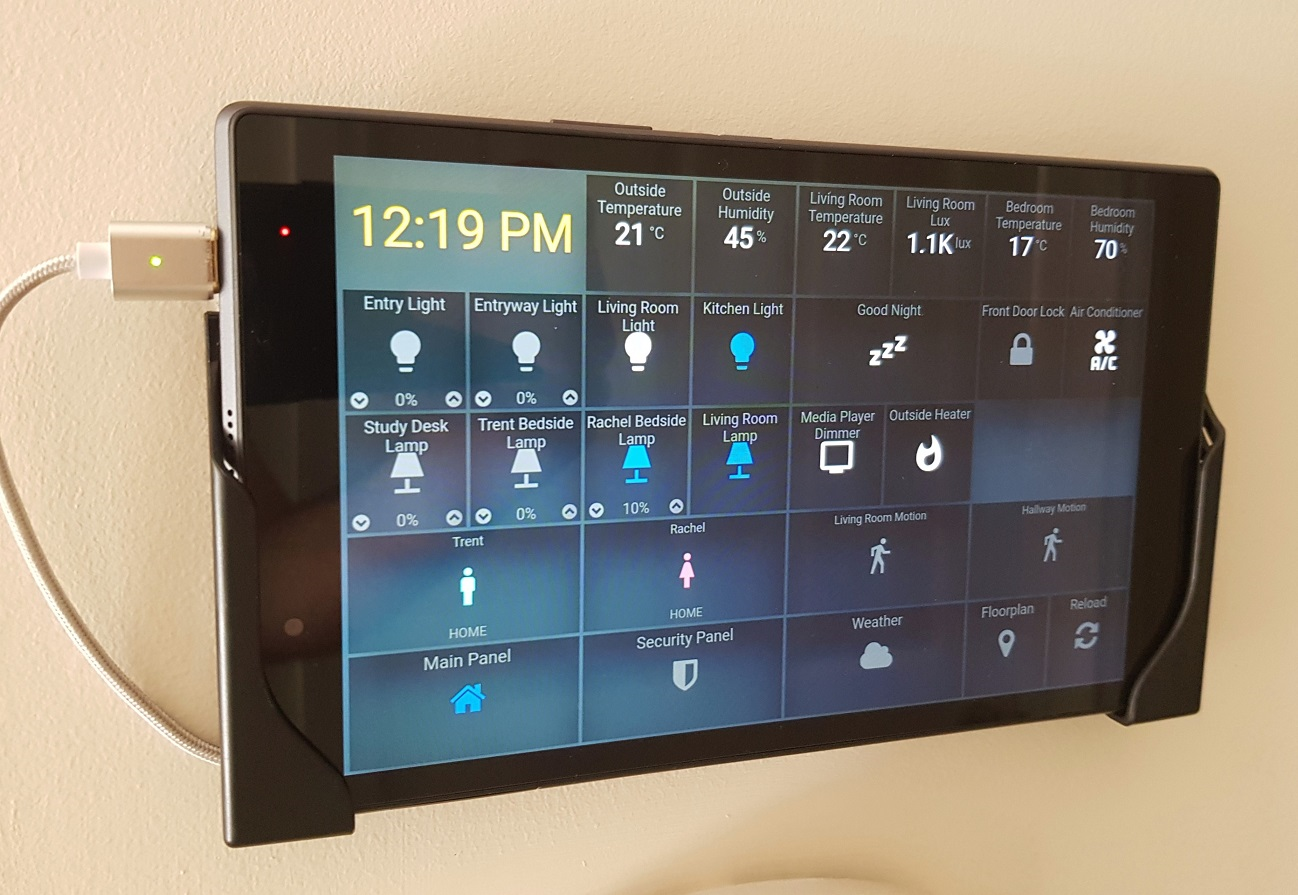 12:19 PM
Outside
Temperature
21 °C
Outside
Humidity
45 %
Living Room
Temperature
22 °C
Living Room
Lux
1.1K lux
Bedroom
Temperature
17 °C
Bedroom
Humidity
70 %
Entry Light
0%
Entryway Light
0%
Living Room
Light
Kitchen Light
Good Night
zzz
Front Door Lock
Air Conditioner
A/C
Study Desk
Lamp
0%
Trent Bedside
Lamp
0%
Rachel Bedside
Lamp
10%
Living Room
Lamp
Media Player
Dimmer
Outside Heater
Trent
HOME
Rachel
HOME
Living Room Motion
Hallway Motion
Main Panel
Security Panel
Weather
Floorplan
Reload